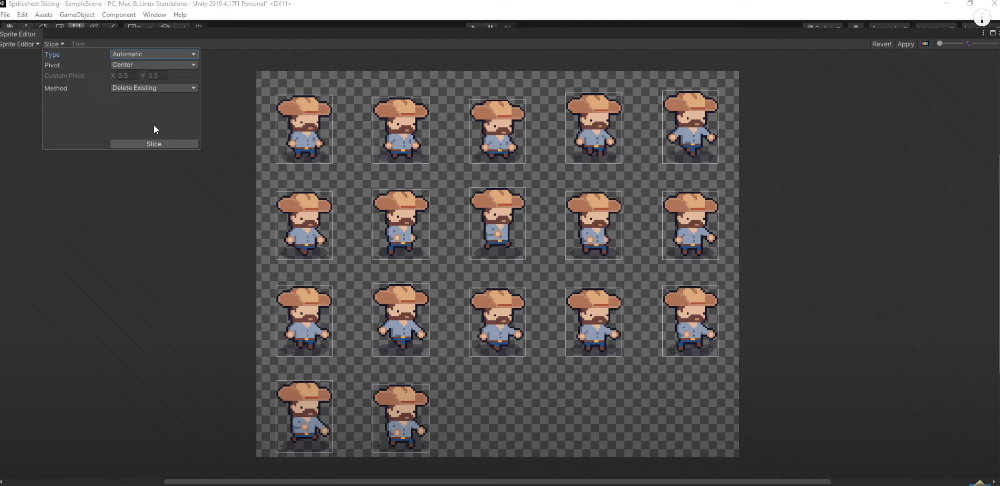 Spritesheet Slicing - SampleScene - PC, Mac & Linux Standalone - Unity 2019.4.17f1 Personal* <DX11>
File Edit Assets GameObject Component Window Help
Sprite Editor
Sprite Editor Slice Trim Revert Apply
Type Automatic
Pivot Center
Custom Pivot X 0.5 Y 0.5
Method Delete Existing
Slice